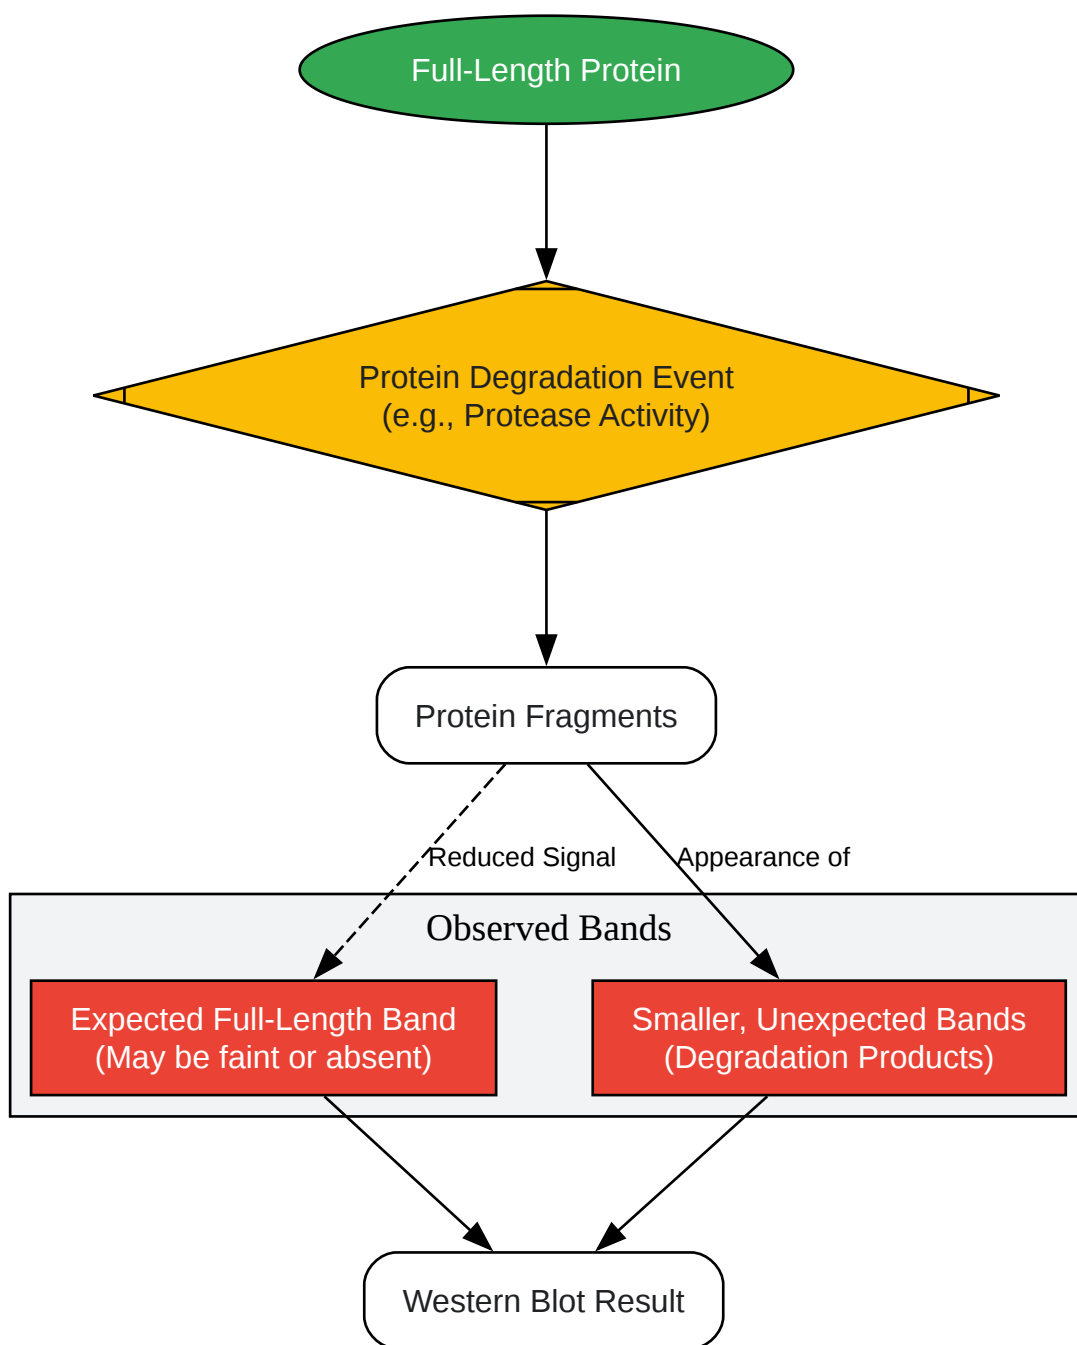 Full-Length Protein
Protein Degradation Event
(e.g., Protease Activity)
Protein Fragments
Reduced Signal
Appearance of
Observed Bands
Expected Full-Length Band
(May be faint or absent)
Smaller, Unexpected Bands
(Degradation Products)
Western Blot Result